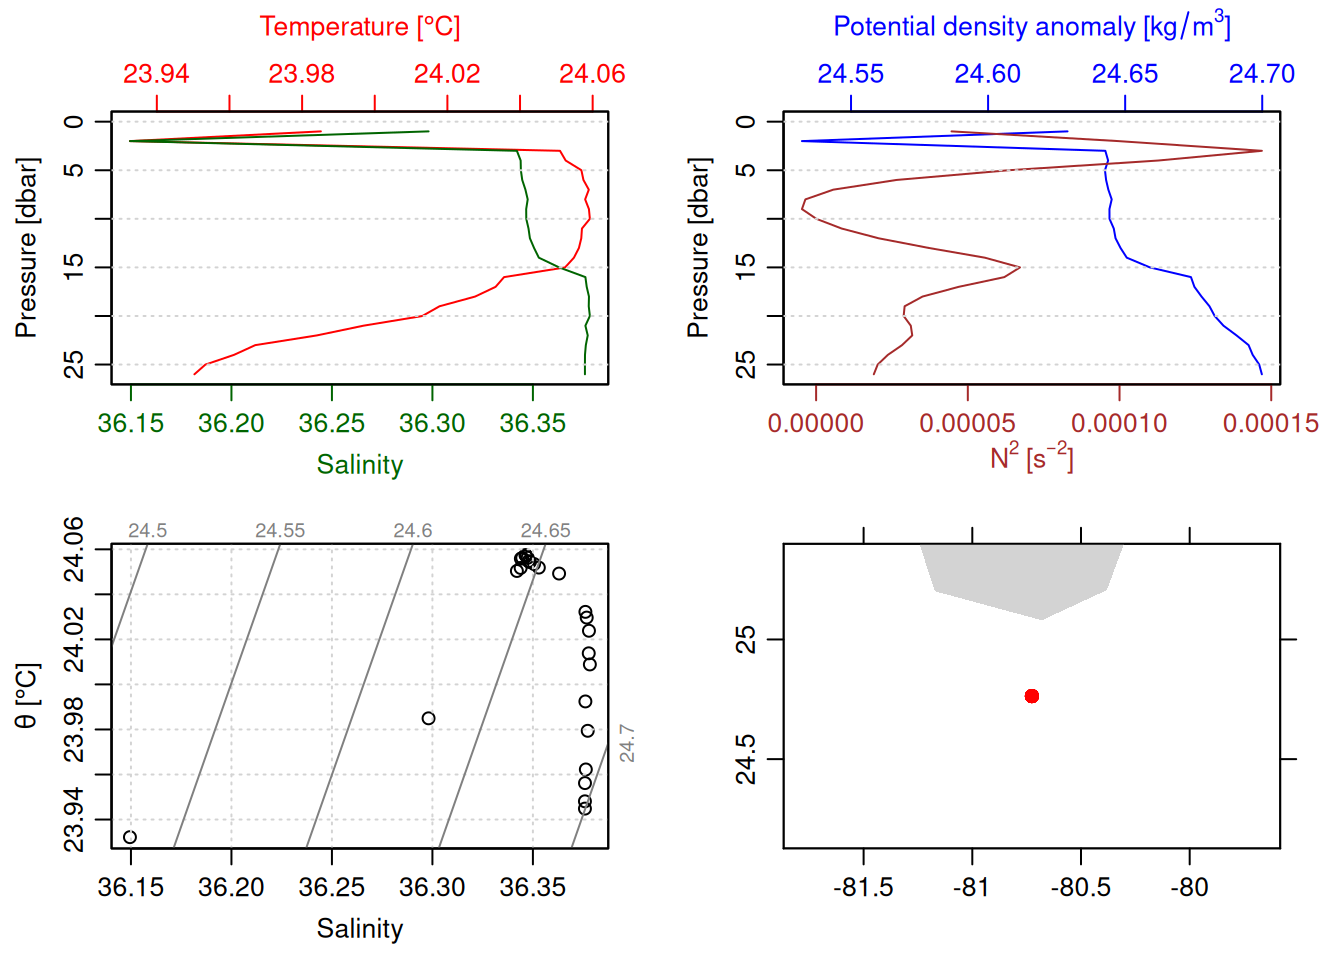 Temperature [°C]
23.94 23.98 24.02 24.06
0
5
15
25
Pressure [dbar]
36.15 36.20 36.25 36.30 36.35
Salinity
Potential density anomaly [kg/m³]
24.55 24.60 24.65 24.70
0
5
15
25
Pressure [dbar]
0.00000 0.00005 0.00010 0.00015
N² [s⁻²]
24.5 24.55 24.6 24.65
24.7
24.06
24.02
23.98
23.94
θ [°C]
36.15 36.20 36.25 36.30 36.35
Salinity
25
24.5
-81.5 -81 -80.5 -80